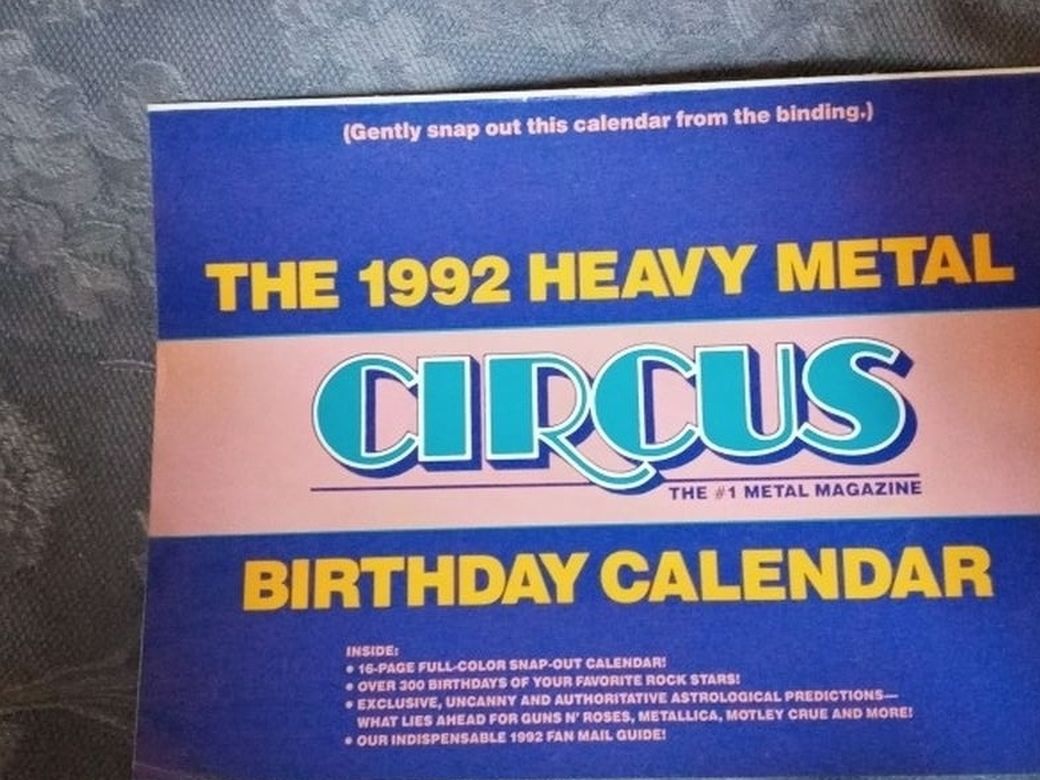 (Gently snap out this calendar from the binding.)
THE 1992 HEAVY METAL
CIRCUS
THE #1 METAL MAGAZINE
BIRTHDAY CALENDAR
INSIDE:
• 16-PAGE FULL-COLOR SNAP-OUT CALENDAR!
• OVER 300 BIRTHDAYS OF YOUR FAVORITE ROCK STARS!
• EXCLUSIVE, UNCANNY AND AUTHORITATIVE ASTROLOGICAL PREDICTIONS—
WHAT LIES AHEAD FOR GUNS N' ROSES, METALLICA, MOTLEY CRUE AND MORE!
• OUR INDISPENSABLE 1992 FAN MAIL GUIDE!